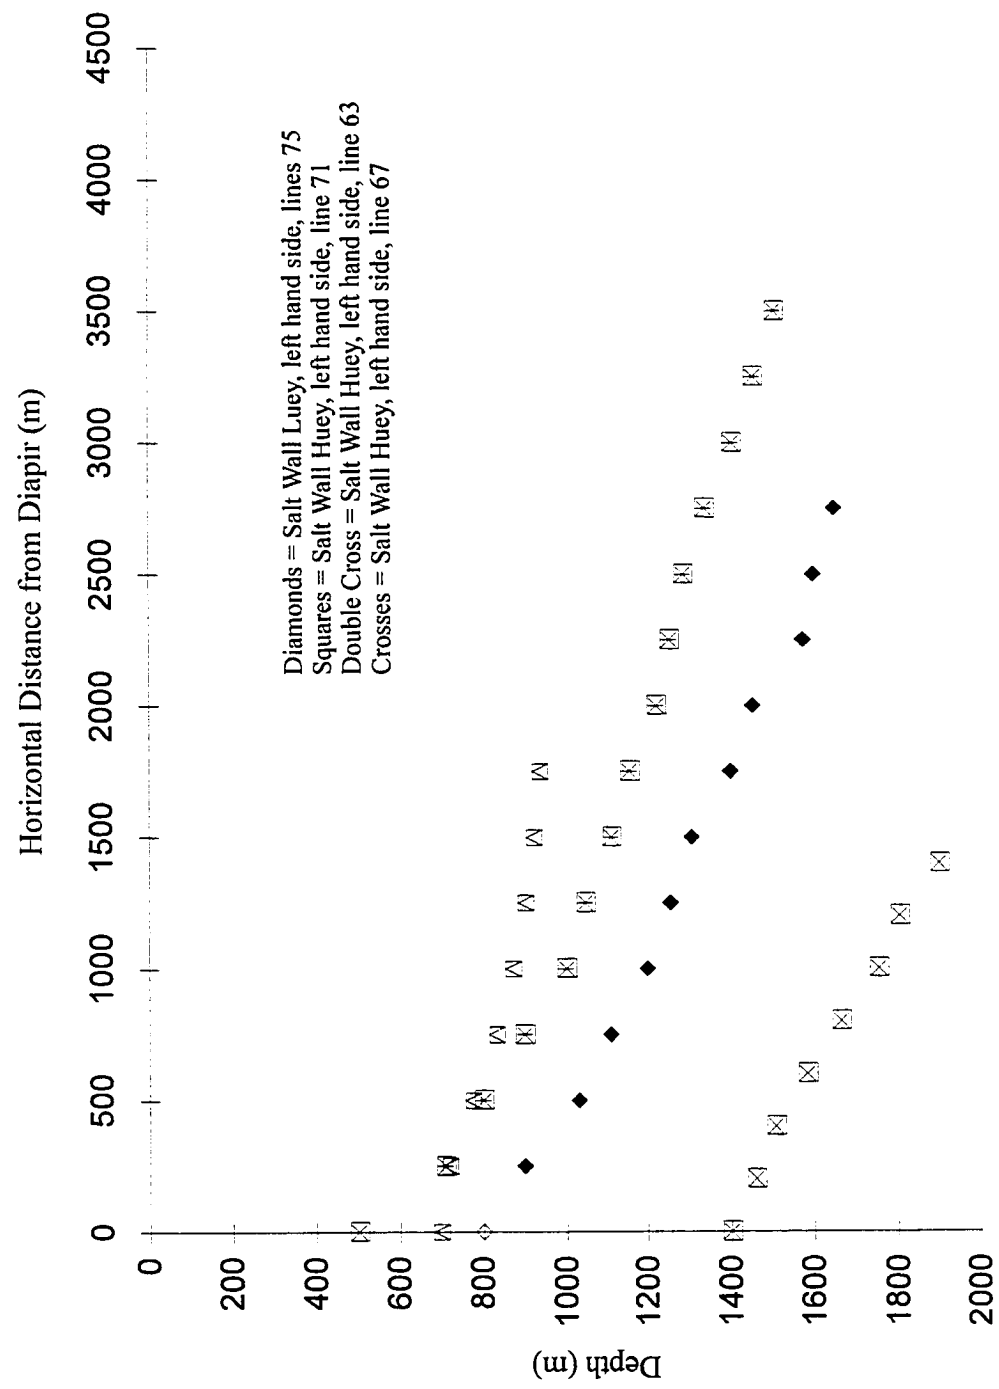 Horizontal Distance from Diapir (m)
0 500 1000 1500 2000 2500 3000 3500 4000 4500
0
200
400
600
800
1000
1200
1400
1600
1800
2000
Depth (m)
Diamonds = Salt Wall Luey, left hand side, lines 75
Squares = Salt Wall Huey, left hand side, line 71
Double Cross = Salt Wall Huey, left hand side, line 63
Crosses = Salt Wall Huey, left hand side, line 67